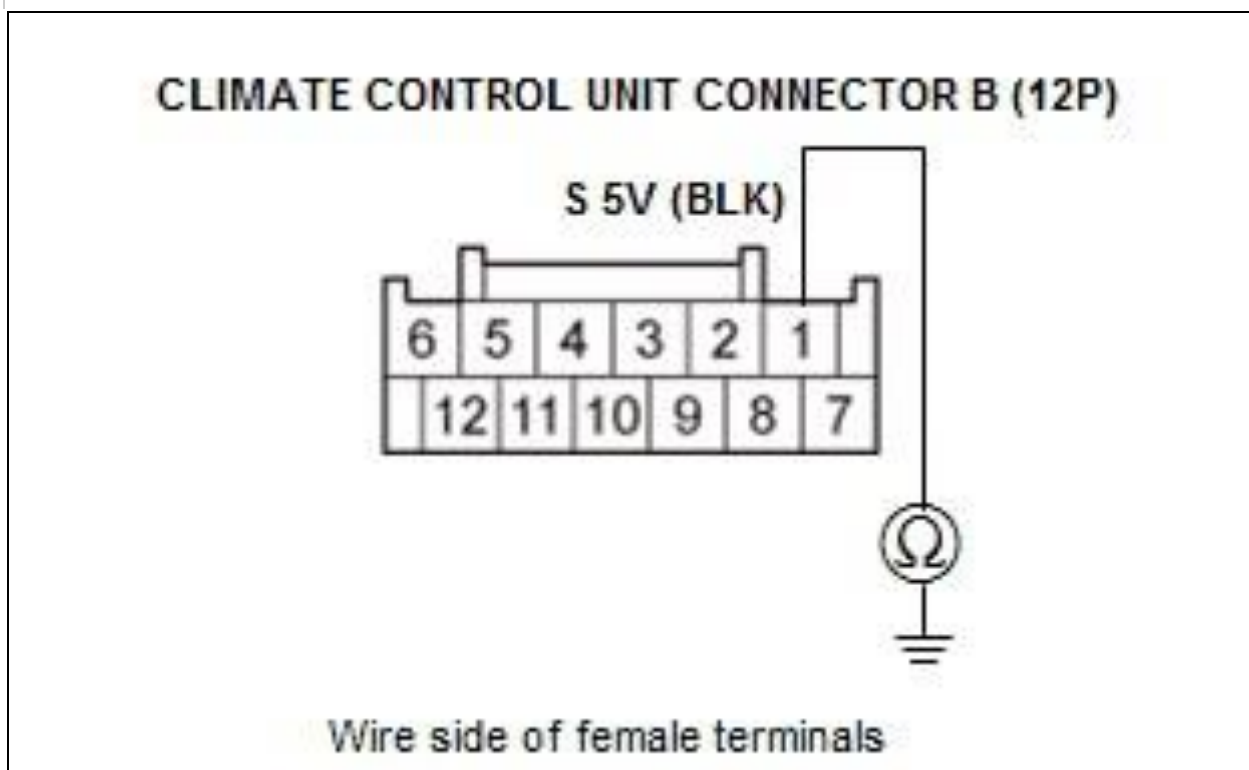 CLIMATE CONTROL UNIT CONNECTOR B (12P)
S 5V (BLK)
6 5 4 3 2 1
12 11 10 9 8 7
Ω
Wire side of female terminals